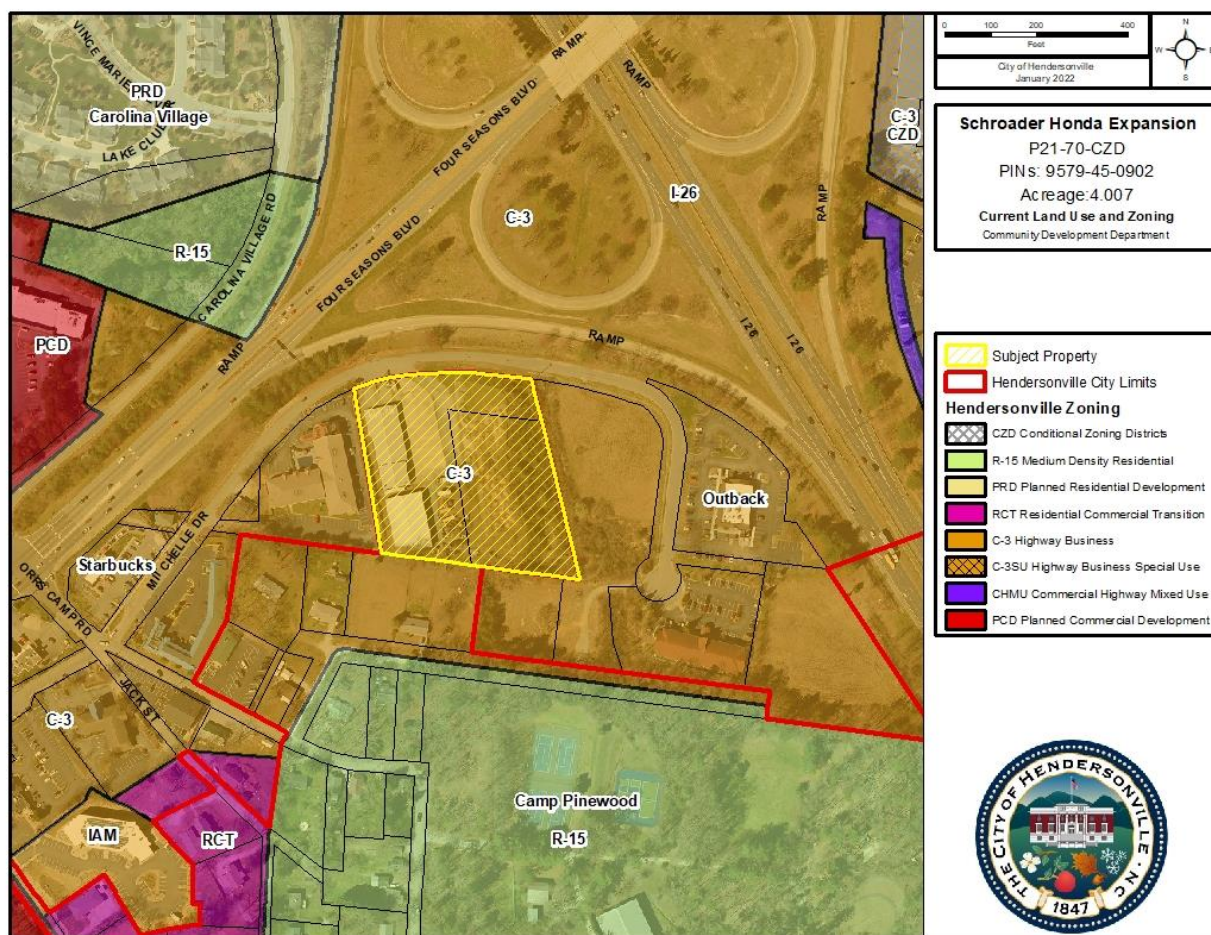 VINCE MARIE
PRD
Carolina Village
LAKE CLUB
R-15
CAROLINA VILLAGE RD
PCD
RAMP
FOUR SEASONS BLVD
FOUR SEASONS BLVD
RAMP
RAMP
I-26
C-3
RAMP
C-3
CZD
I 26
I 26
RAMP
C-3
Outback
MITCHELLE DR
Starbucks
ORRS CAMP RD
JACK ST
C-3
IAM
RCT
Camp Pinewood
R-15
0 100 200 400
Feet
City of Hendersonville
January 2022
N
W
E
S
Schroader Honda Expansion
P21-70-CZD
PINs: 9579-45-0902
Acreage:4.007
Current Land Use and Zoning
Community Development Department
Subject Property
Hendersonville City Limits
Hendersonville Zoning
CZD Conditional Zoning Districts
R-15 Medium Density Residential
PRD Planned Residential Development
RCT Residential Commercial Transition
C-3 Highway Business
C-3SU Highway Business Special Use
CHMU Commercial Highway Mixed Use
PCD Planned Commercial Development
THE CITY OF HENDERSONVILLE · NC
1847